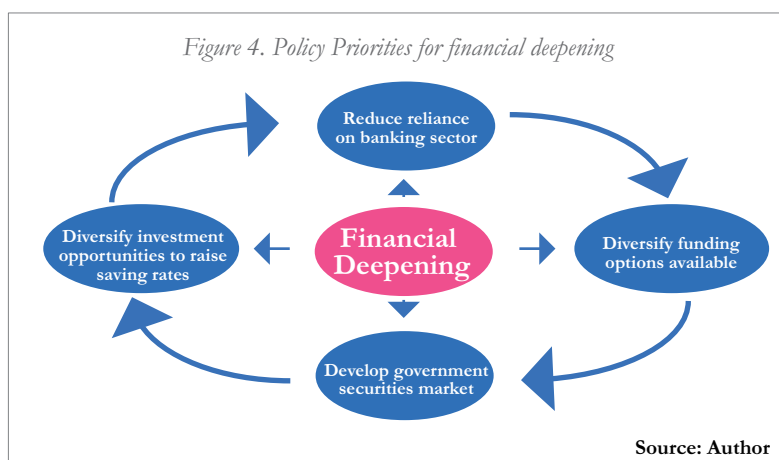 Figure 4. Policy Priorities for financial deepening
Reduce reliance
on banking sector
Diversify investment
opportunities to raise
saving rates
Financial
Deepening
Diversify funding
options available
Develop government
securities market
Source: Author